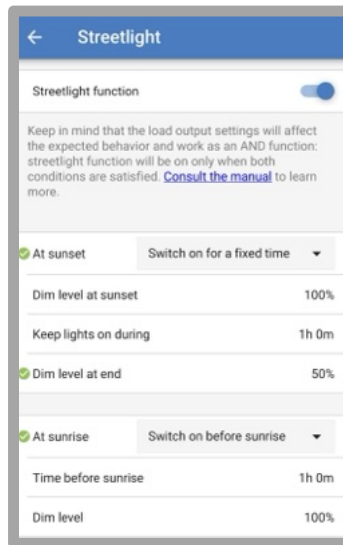 Streetlight
Streetlight function
Keep in mind that the load output settings will affect
the expected behavior and work as an AND function:
streetlight function will be on only when both
conditions are satisfied. Consult the manual to learn
more.
At sunset Switch on for a fixed time
Dim level at sunset 100%
Keep lights on during 1h 0m
Dim level at end 50%
At sunrise Switch on before sunrise
Time before sunrise 1h 0m
Dim level 100%